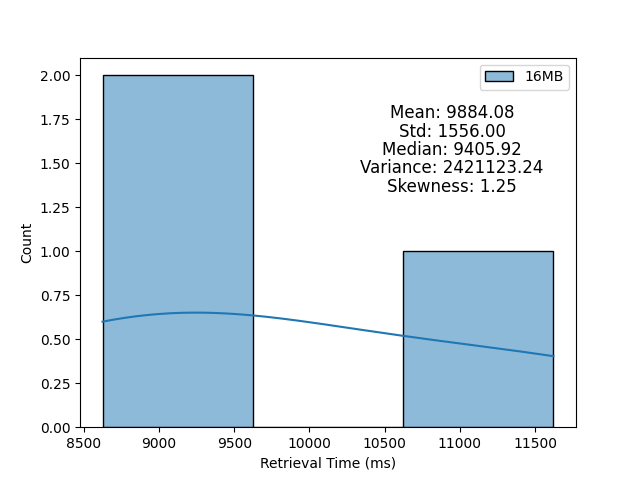 16MB
Mean: 9884.08
Std: 1556.00
Median: 9405.92
Variance: 2421123.24
Skewness: 1.25
2.00
1.75
1.50
1.25
1.00
0.75
0.50
0.25
0.00
Count
8500 9000 9500 10000 10500 11000 11500
Retrieval Time (ms)